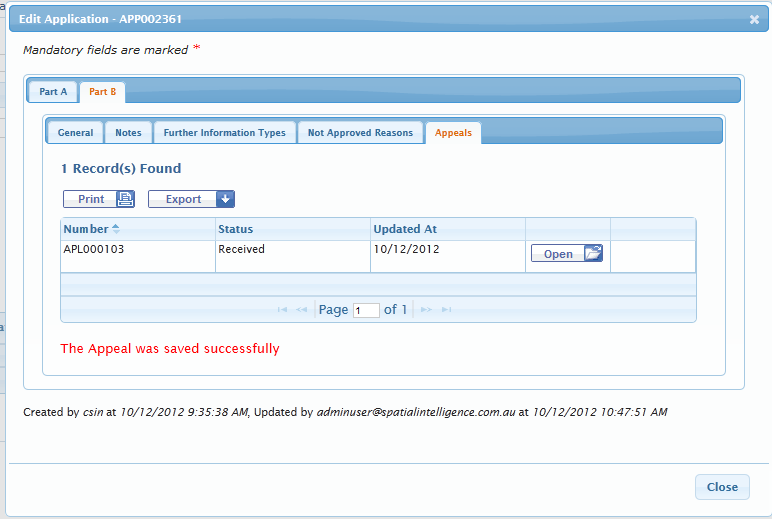 Edit Application - APP002361
Mandatory fields are marked *
Part A Part B
General Notes Further Information Types Not Approved Reasons Appeals
1 Record(s) Found
Print Export
Number Status Updated At
APL000103 Received 10/12/2012 Open
Page 1 of 1
The Appeal was saved successfully
Created by csin at 10/12/2012 9:35:38 AM, Updated by adminuser@spatialintelligence.com.au at 10/12/2012 10:47:51 AM
Close